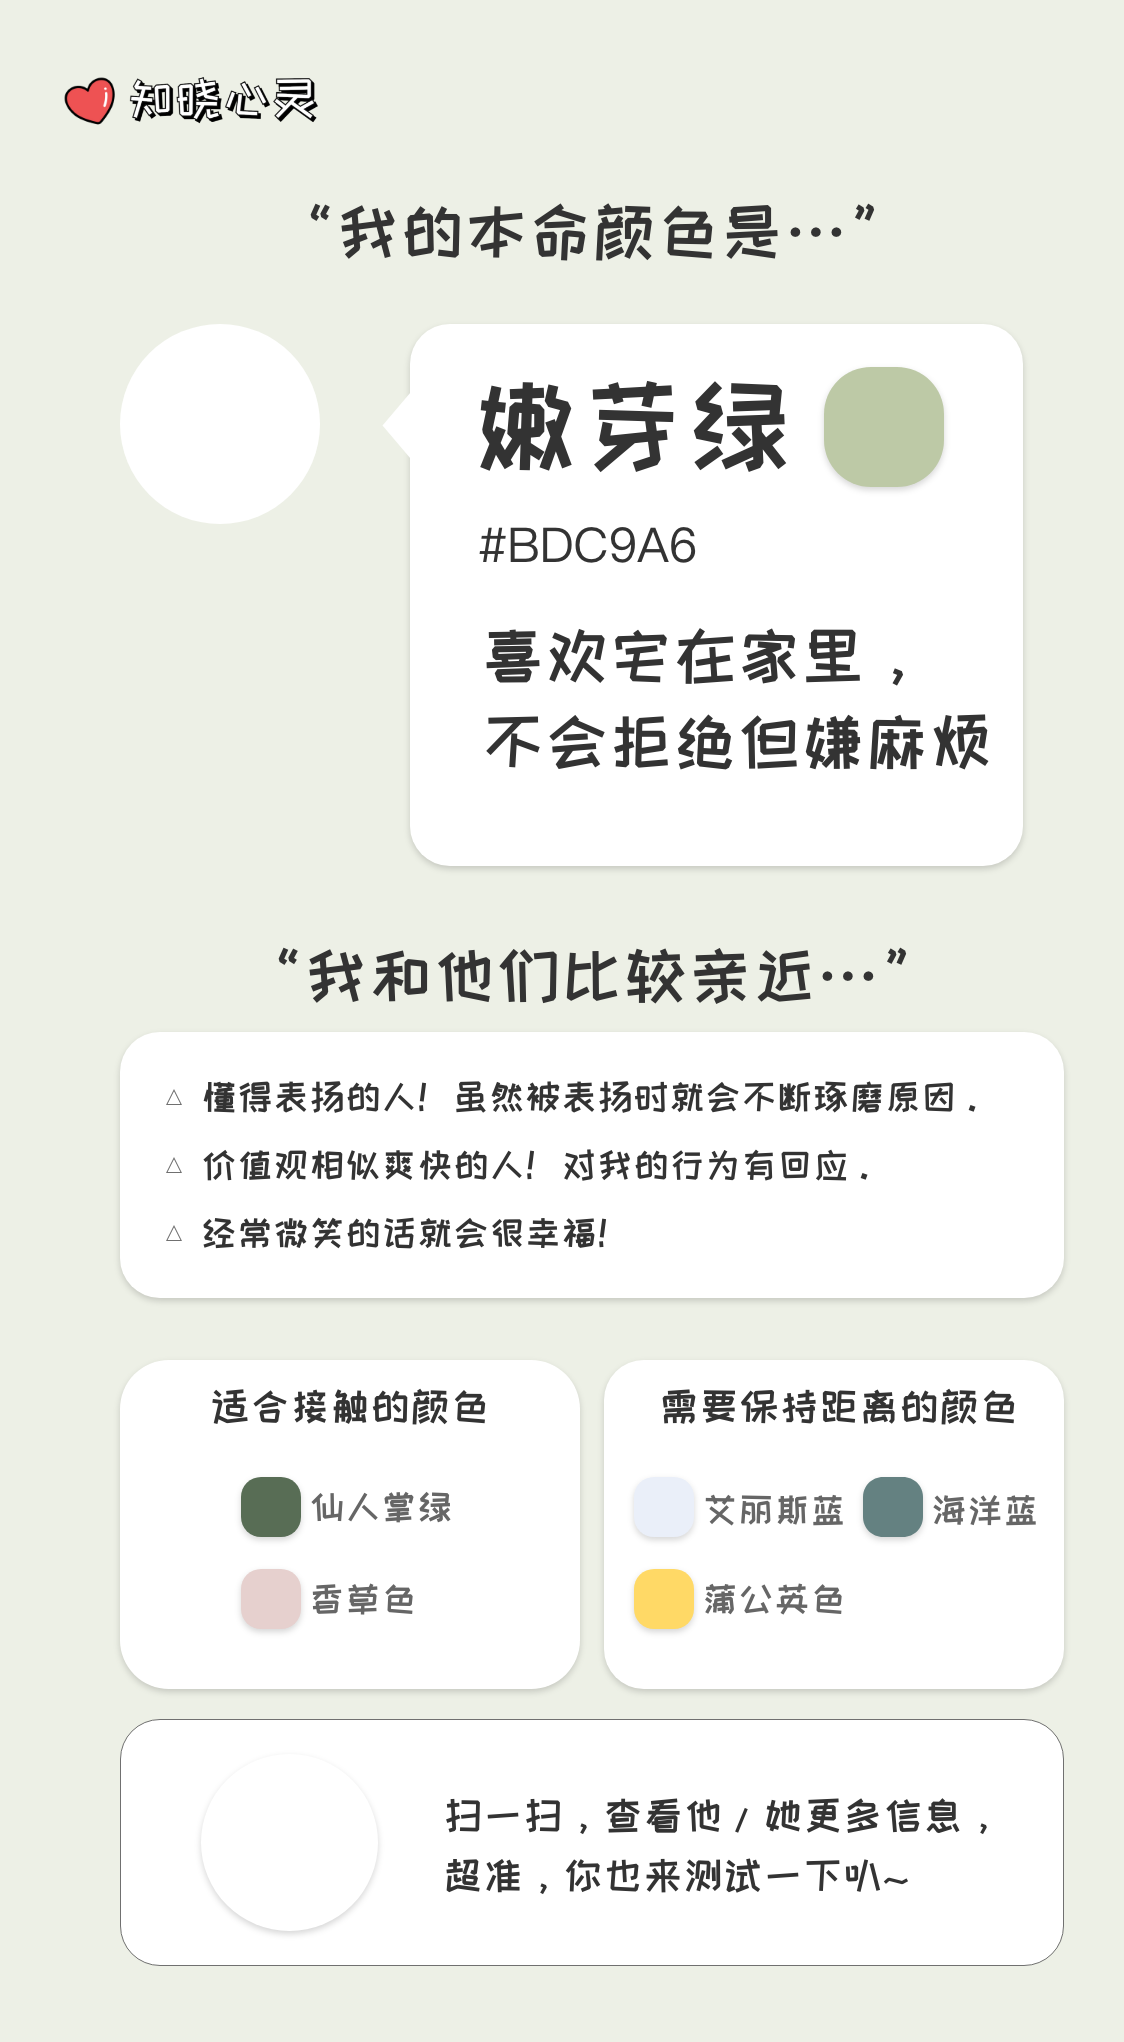 知晓心灵
“我的本命颜色是…”
嫩芽绿
#BDC9A6
喜欢宅在家里，
不会拒绝但嫌麻烦
“我和他们比较亲近…”
△ 懂得表扬的人！虽然被表扬时就会不断琢磨原因．
△ 价值观相似爽快的人！对我的行为有回应．
△ 经常微笑的话就会很幸福！
适合接触的颜色
仙人掌绿
香草色
需要保持距离的颜色
艾丽斯蓝 海洋蓝
蒲公英色
扫一扫，查看他/她更多信息，
超准，你也来测试一下叭~